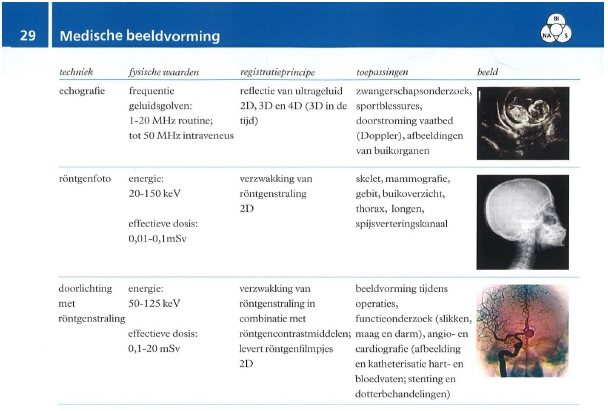 29 Medische beeldvorming
BI
NA S
techniek fysische waarden registratieprincipe toepassingen beeld
echografie frequentie reflectie van ultrageluid zwangerschapsonderzoek,
geluidsgolven: 2D, 3D en 4D (3D in de sportblessures,
1-20 MHz routine; tijd) doorstroming vaatbed
tot 50 MHz intraveneus (Doppler), afbeeldingen
van buikorganen
röntgenfoto energie: verzwakking van skelet, mammografie,
20-150 keV röntgenstraling gebit, buikoverzicht,
2D thorax, longen,
effectieve dosis: spijsverteringskanaal
0,01-0,1mSv
doorlichting energie: verzwakking van beeldvorming tijdens
met 50-125 keV röntgenstraling in operaties,
röntgenstraling combinatie met functieonderzoek (slikken,
effectieve dosis: röntgencontrastmiddelen; maag en darm), angio- en
0,1-20 mSv levert röntgenfilmpjes cardiografie (afbeelding
2D en katheterisatie hart- en
bloedvaten; stenting en
dotterbehandelingen)